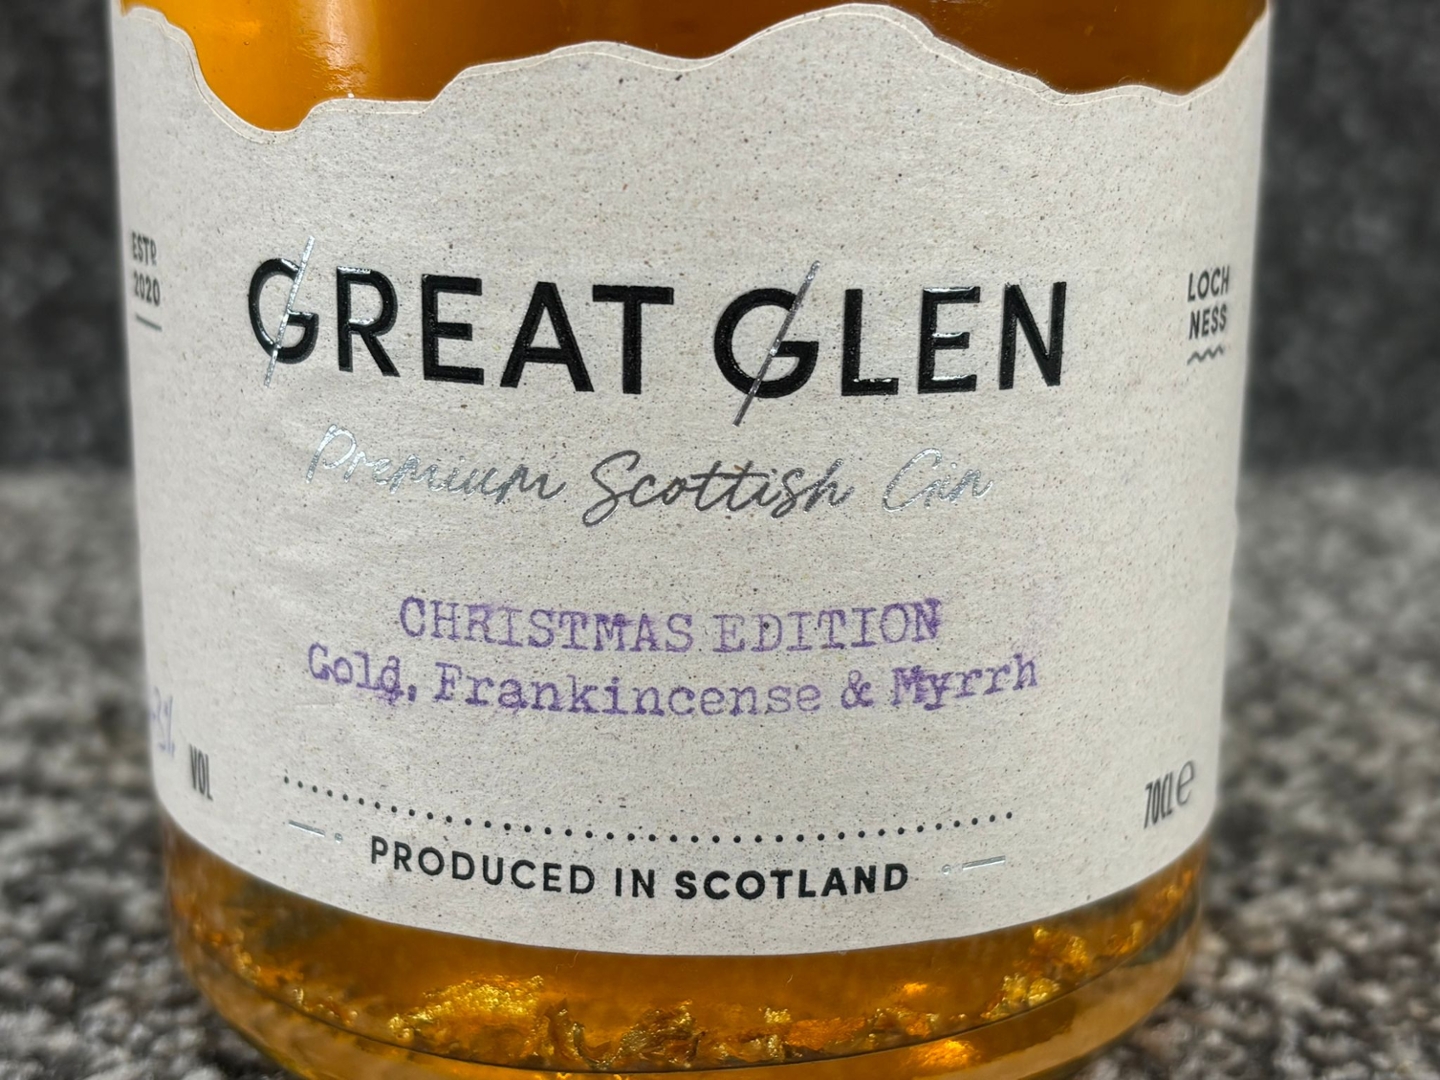 ESTD
2020
GREAT GLEN
LOCH
NESS
Premium Scottish Gin
CHRISTMAS EDITION
Gold, Frankincense & Myrrh
VOL
70CL e
PRODUCED IN SCOTLAND